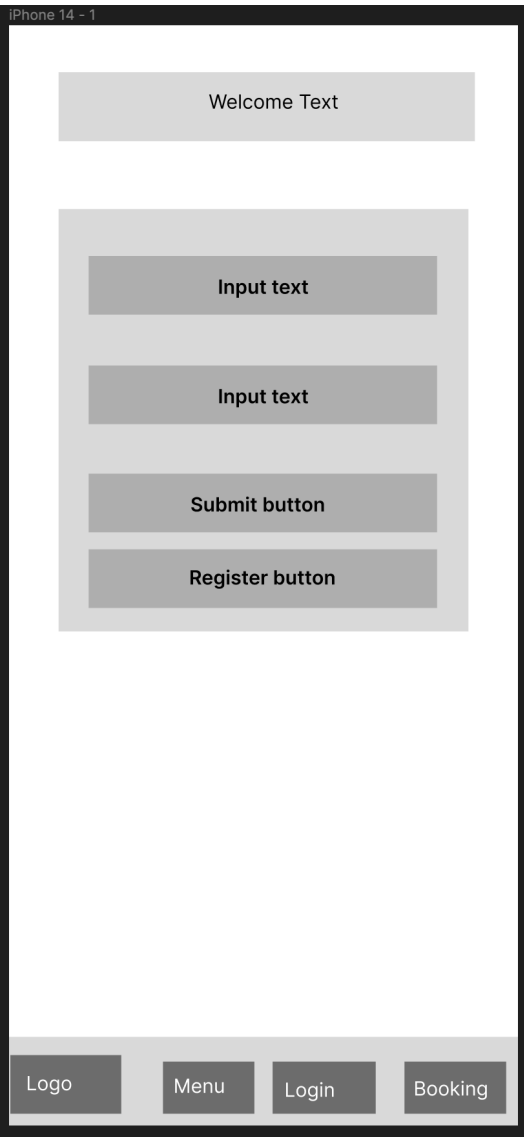 iPhone 14 - 1
Welcome Text
Input text
Input text
Submit button
Register button
Logo
Menu
Login
Booking